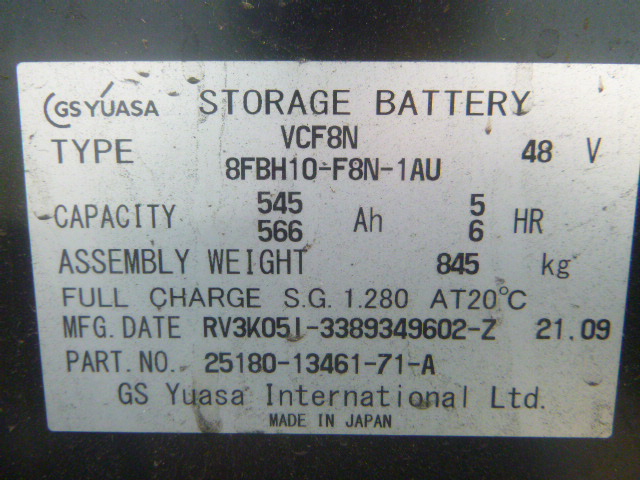 GS YUASA STORAGE BATTERY
TYPE VCF8N 48 V
8FBH10-F8N-1AU
CAPACITY 545 Ah 5 HR
566 6
ASSEMBLY WEIGHT 845 kg
FULL CHARGE S.G. 1.280 AT20°C
MFG.DATE RV3K05I-3389349602-Z 21.09
PART.NO. 25180-13461-71-A
GS Yuasa International Ltd.
MADE IN JAPAN